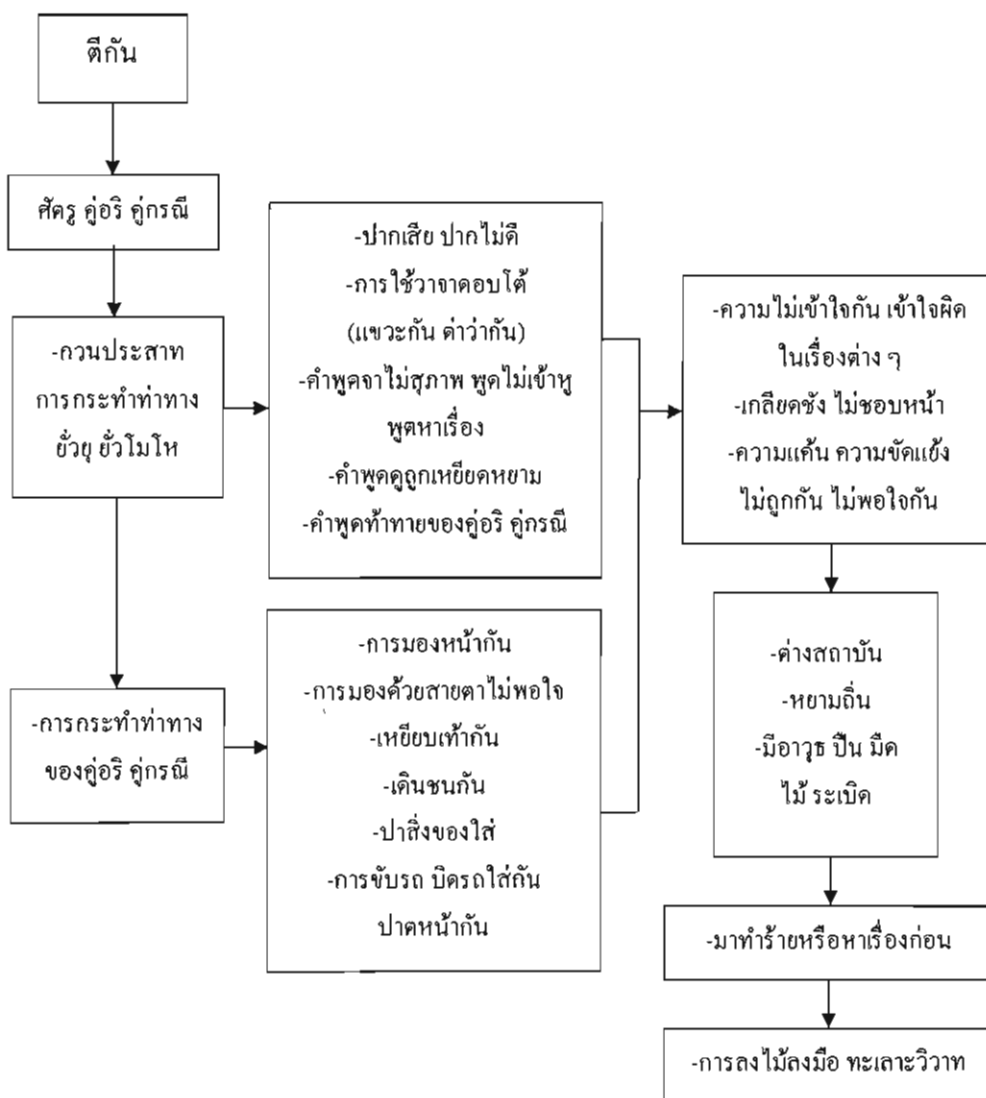 ตีกัน
ศัตรู คู่อริ คู่กรณี
-กวนประสาท
การกระทำท่าทาง
ยั่วยุ ยั่วโมโห
-ปากเสีย ปากไม่ดี
-การใช้วาจาตอบโต้
(แขวะกัน ด่าว่ากัน)
-คำพูดจาไม่สุภาพ พูดไม่เข้าหู
พูดหาเรื่อง
-คำพูดดูถูกเหยียดหยาม
-คำพูดท้าทายของคู่อริ คู่กรณี
-การกระทำท่าทาง
ของคู่อริ คู่กรณี
-การมองหน้ากัน
-การมองด้วยสายตาไม่พอใจ
-เหยียบเท้ากัน
-เดินชนกัน
-ปาสิ่งของใส่
-การขับรถ บิดรถใส่กัน
ปาดหน้ากัน
-ความไม่เข้าใจกัน เข้าใจผิด
ในเรื่องต่าง ๆ
-เกลียดชัง ไม่ชอบหน้า
-ความแค้น ความขัดแย้ง
ไม่ถูกกัน ไม่พอใจกัน
-ต่างสถาบัน
-หยามถิ่น
-มีอาวุธ ปืน มีด
ไม้ ระเบิด
-มาทำร้ายหรือหาเรื่องก่อน
-การลงไม้ลงมือ ทะเลาะวิวาท